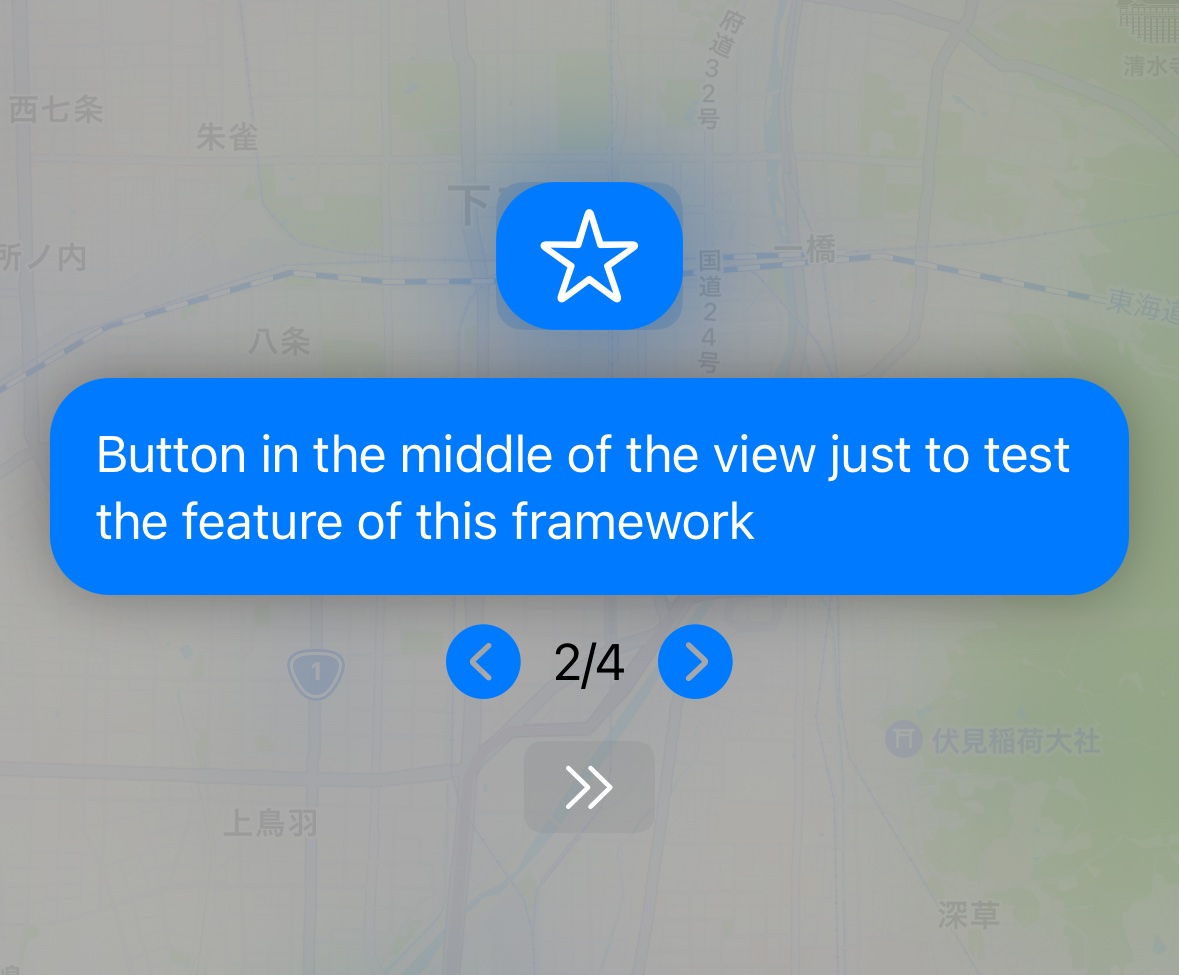 府道32号
清水寺
西七条
朱雀
下
所ノ内
国道24号
一橋
東海道
八条
Button in the middle of the view just to test
the feature of this framework
2/4
1
伏見稲荷大社
上鳥羽
深草